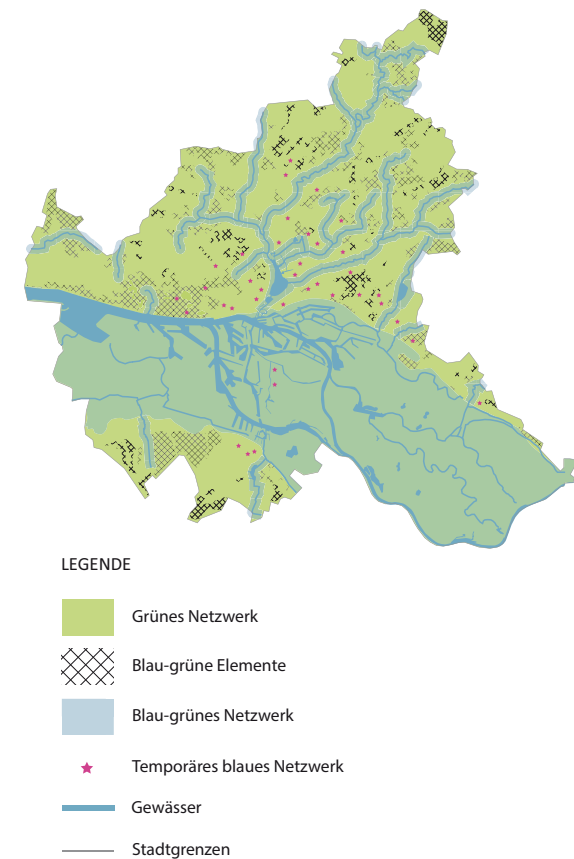 LEGENDE
Grünes Netzwerk
Blau-grüne Elemente
Blau-grünes Netzwerk
Temporäres blaues Netzwerk
Gewässer
Stadtgrenzen